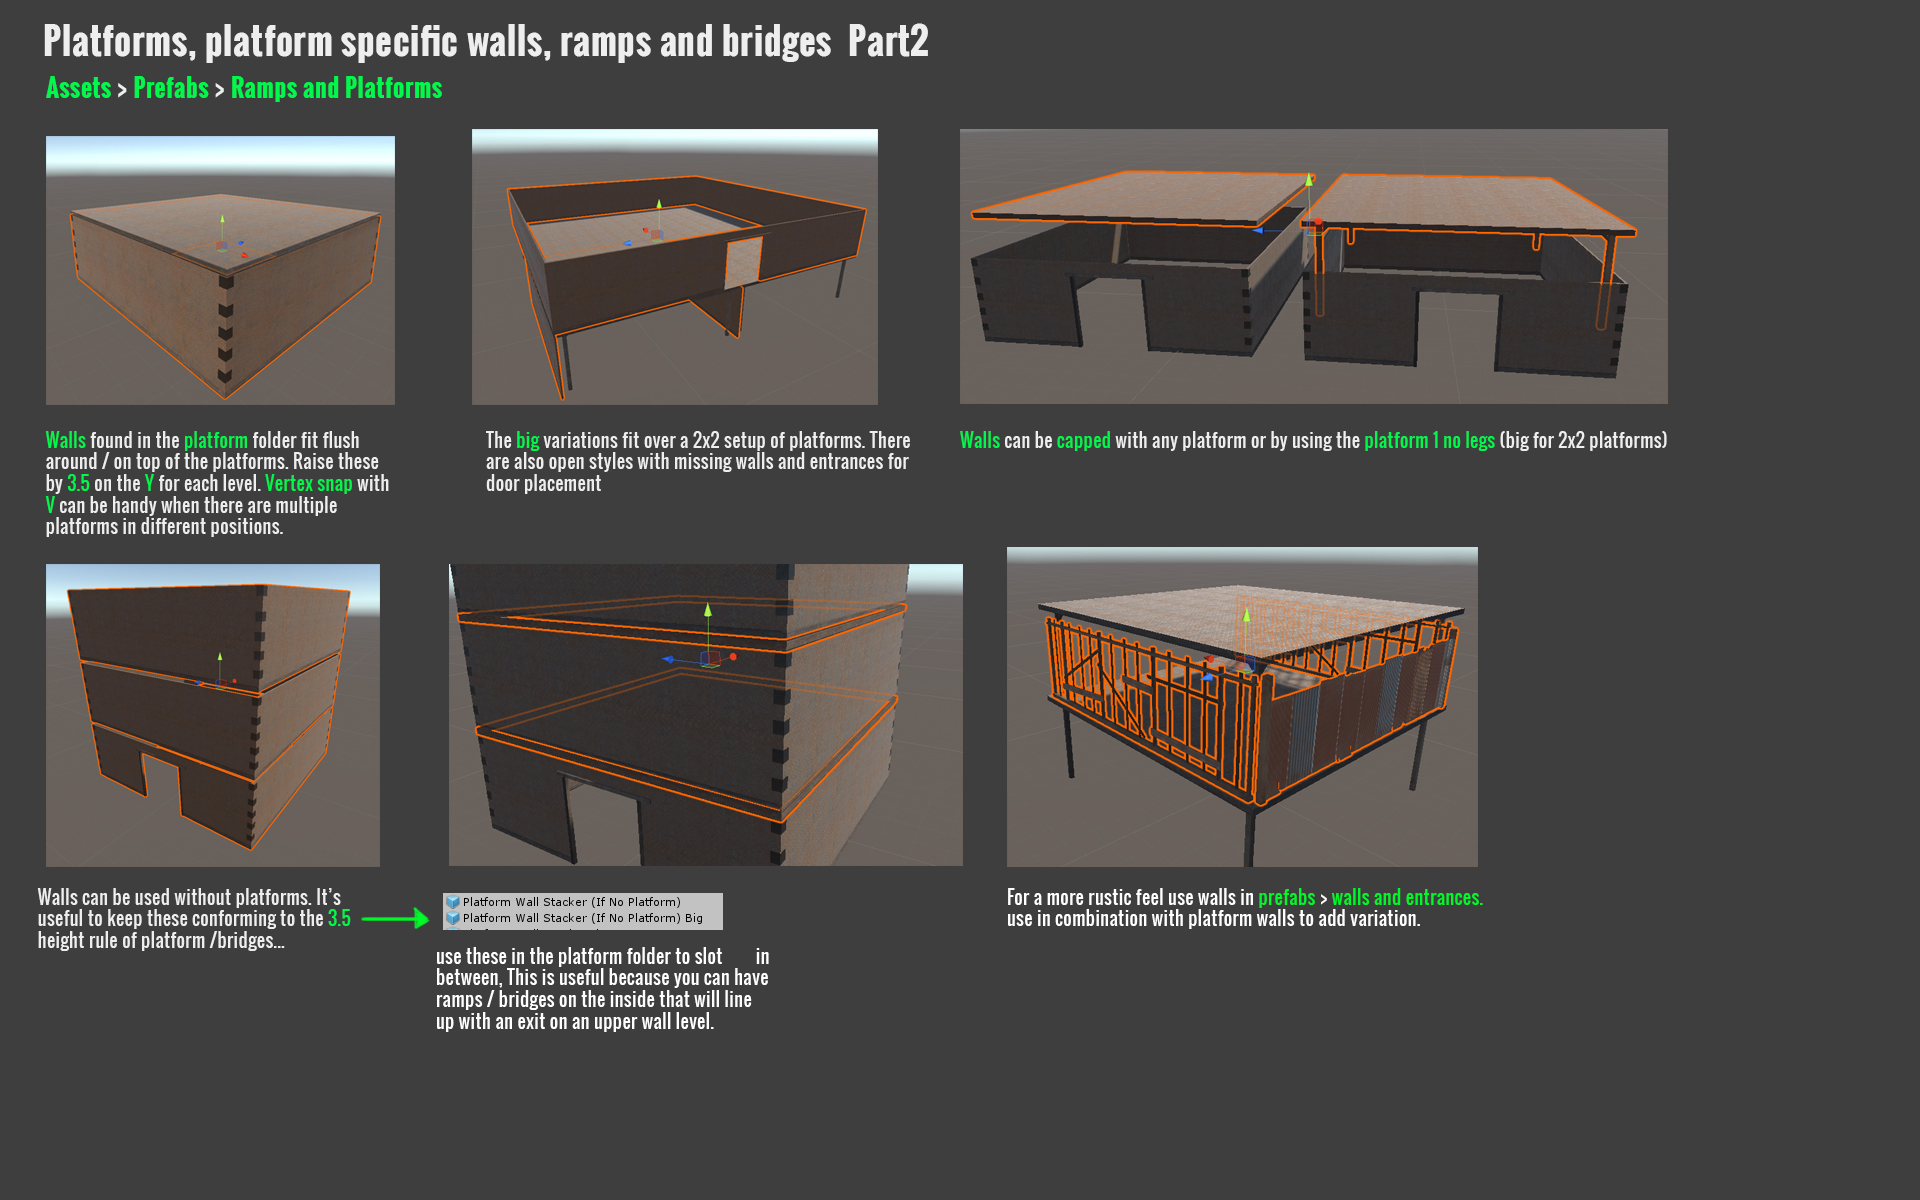 Platforms, platform specific walls, ramps and bridges Part2
Assets > Prefabs > Ramps and Platforms
Walls found in the platform folder fit flush
around / on top of the platforms. Raise these
by 3.5 on the Y for each level. Vertex snap with
V can be handy when there are multiple
platforms in different positions.
The big variations fit over a 2x2 setup of platforms. There
are also open styles with missing walls and entrances for
door placement
Walls can be capped with any platform or by using the platform 1 no legs (big for 2x2 platforms)
Walls can be used without platforms. It's
useful to keep these conforming to the 3.5
height rule of platform /bridges...
Platform Wall Stacker (If No Platform)
Platform Wall Stacker (If No Platform) Big
use these in the platform folder to slot in
between, This is useful because you can have
ramps / bridges on the inside that will line
up with an exit on an upper wall level.
For a more rustic feel use walls in prefabs > walls and entrances.
use in combination with platform walls to add variation.